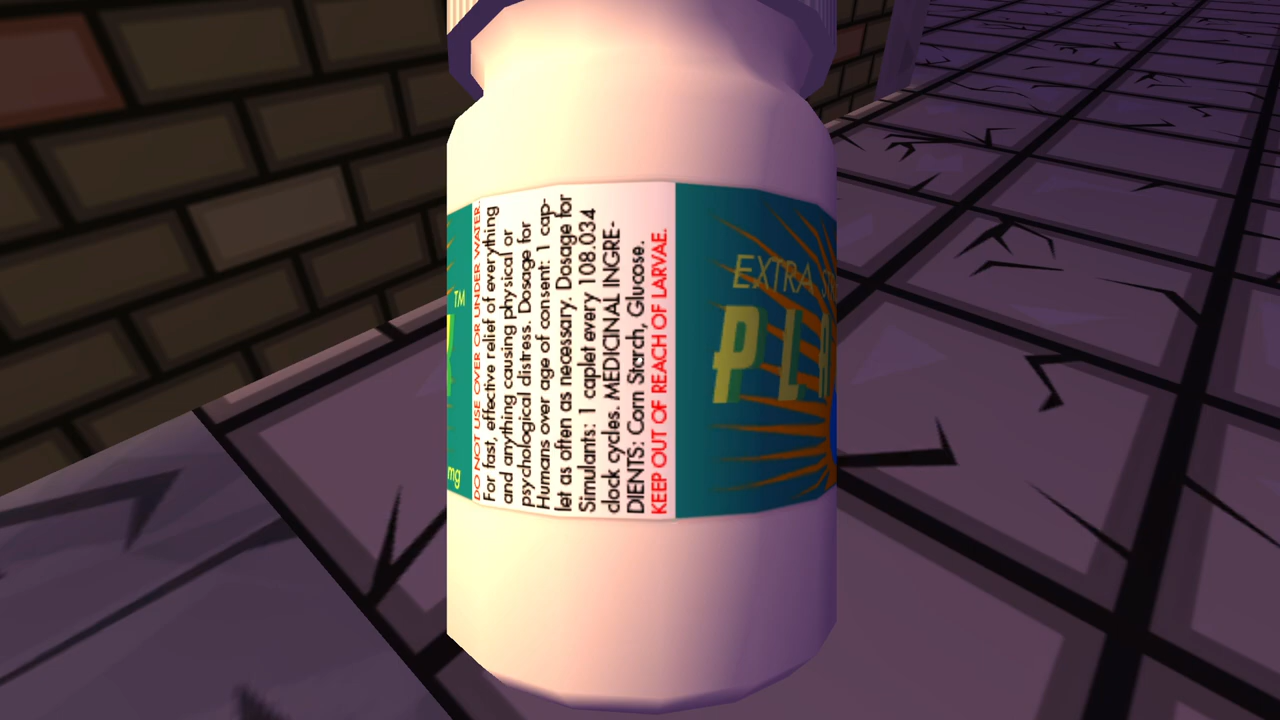 TM
mg
DO NOT USE OVER OR UNDER WATER.
For fast, effective relief of everything
and anything causing physical or
psychological distress. Dosage for
Humans over age of consent: 1 cap-
let as often as necessary. Dosage for
Simulants: 1 caplet every 108.034
clock cycles. MEDICINAL INGRE-
DIENTS: Corn Starch, Glucose.
KEEP OUT OF REACH OF LARVAE.
EXTRA
PLA